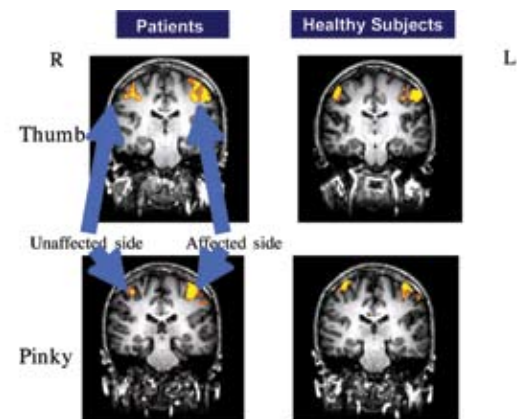 Patients
Healthy Subjects
R
L
Thumb
Unaffected side
Affected side
Pinky